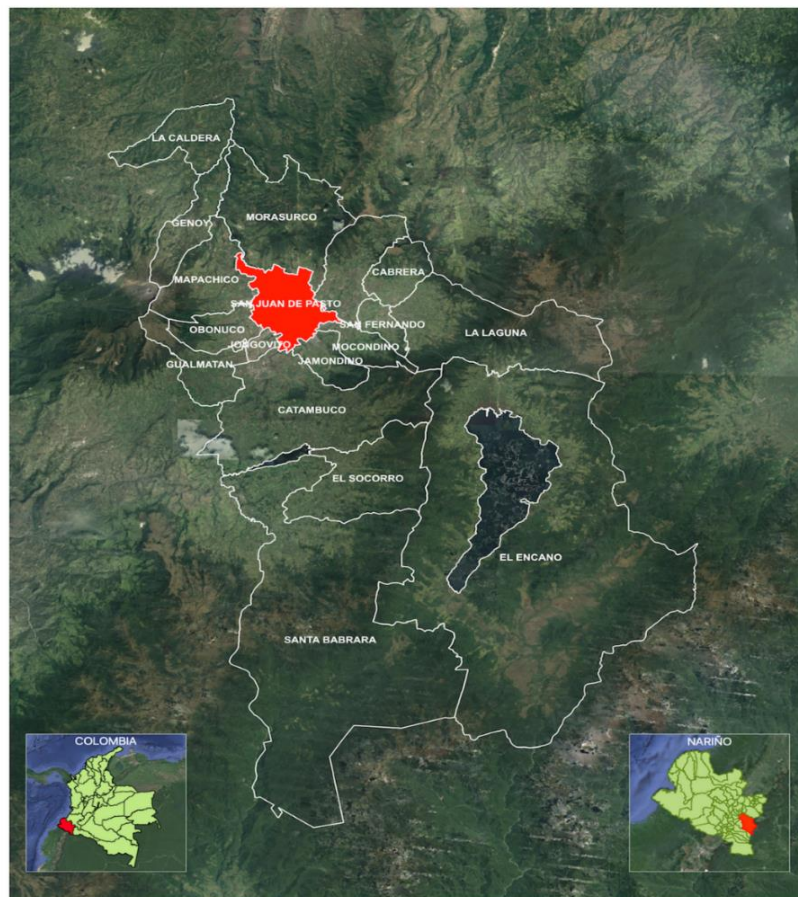 LA CALDERA
GENOY
MORASURCO
MAPACHICO
CABRERA
SAN JUAN DE PASTO
OBONUCO
SAN FERNANDO
LA LAGUNA
JONGOVITO
MOCONDINO
GUALMATAN
JAMONDINO
CATAMBUCO
EL SOCORRO
EL ENCANO
SANTA BABRARA
COLOMBIA
NARIÑO